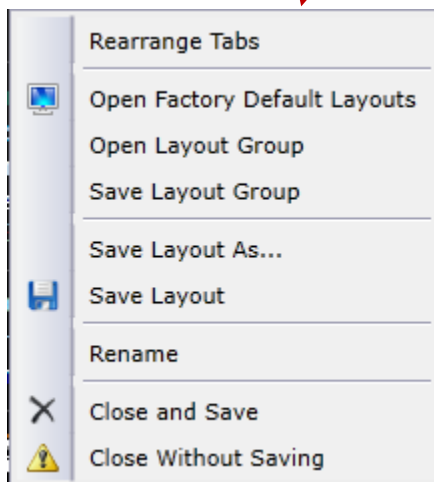 Rearrange Tabs
Open Factory Default Layouts
Open Layout Group
Save Layout Group
Save Layout As...
Save Layout
Rename
Close and Save
Close Without Saving